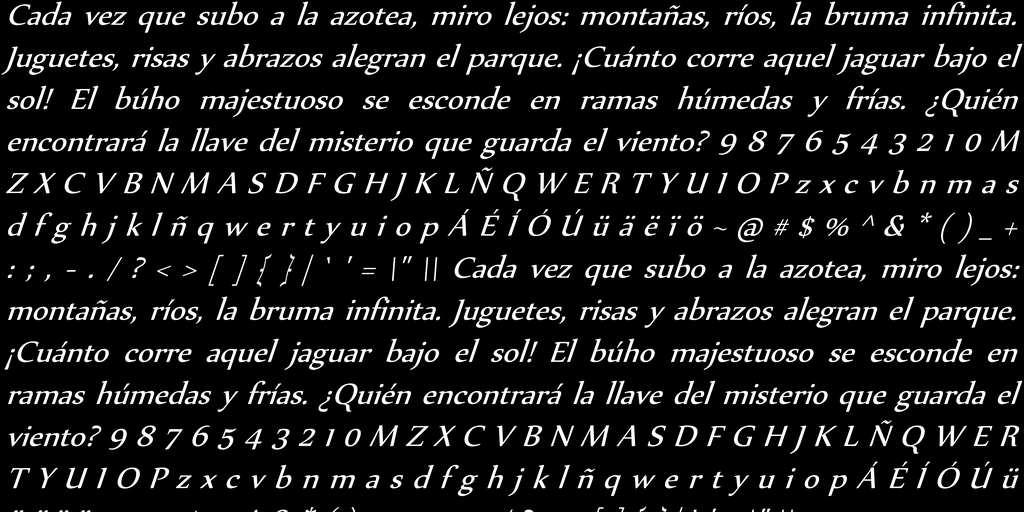 Cada vez que subo a la azotea, miro lejos: montañas, ríos, la bruma infinita.
Juguetes, risas y abrazos alegran el parque. ¡Cuánto corre aquel jaguar bajo el
sol! El búho majestuoso se esconde en ramas húmedas y frías. ¿Quién
encontrará la llave del misterio que guarda el viento? 9 8 7 6 5 4 3 2 1 0 M
Z X C V B N M A S D F G H J K L Ñ Q W E R T Y U I O P z x c v b n m a s
d f g h j k l ñ q w e r t y u i o p Á É Í Ó Ú ü ä ë ï ö ~ @ # $ % ^ & * ( ) _ +
: ; , - . / ? < > [ ] { } | ` ' = \" || Cada vez que subo a la azotea, miro lejos:
montañas, ríos, la bruma infinita. Juguetes, risas y abrazos alegran el parque.
¡Cuánto corre aquel jaguar bajo el sol! El búho majestuoso se esconde en
ramas húmedas y frías. ¿Quién encontrará la llave del misterio que guarda el
viento? 9 8 7 6 5 4 3 2 1 0 M Z X C V B N M A S D F G H J K L Ñ Q W E R
T Y U I O P z x c v b n m a s d f g h j k l ñ q w e r t y u i o p Á É Í Ó Ú ü